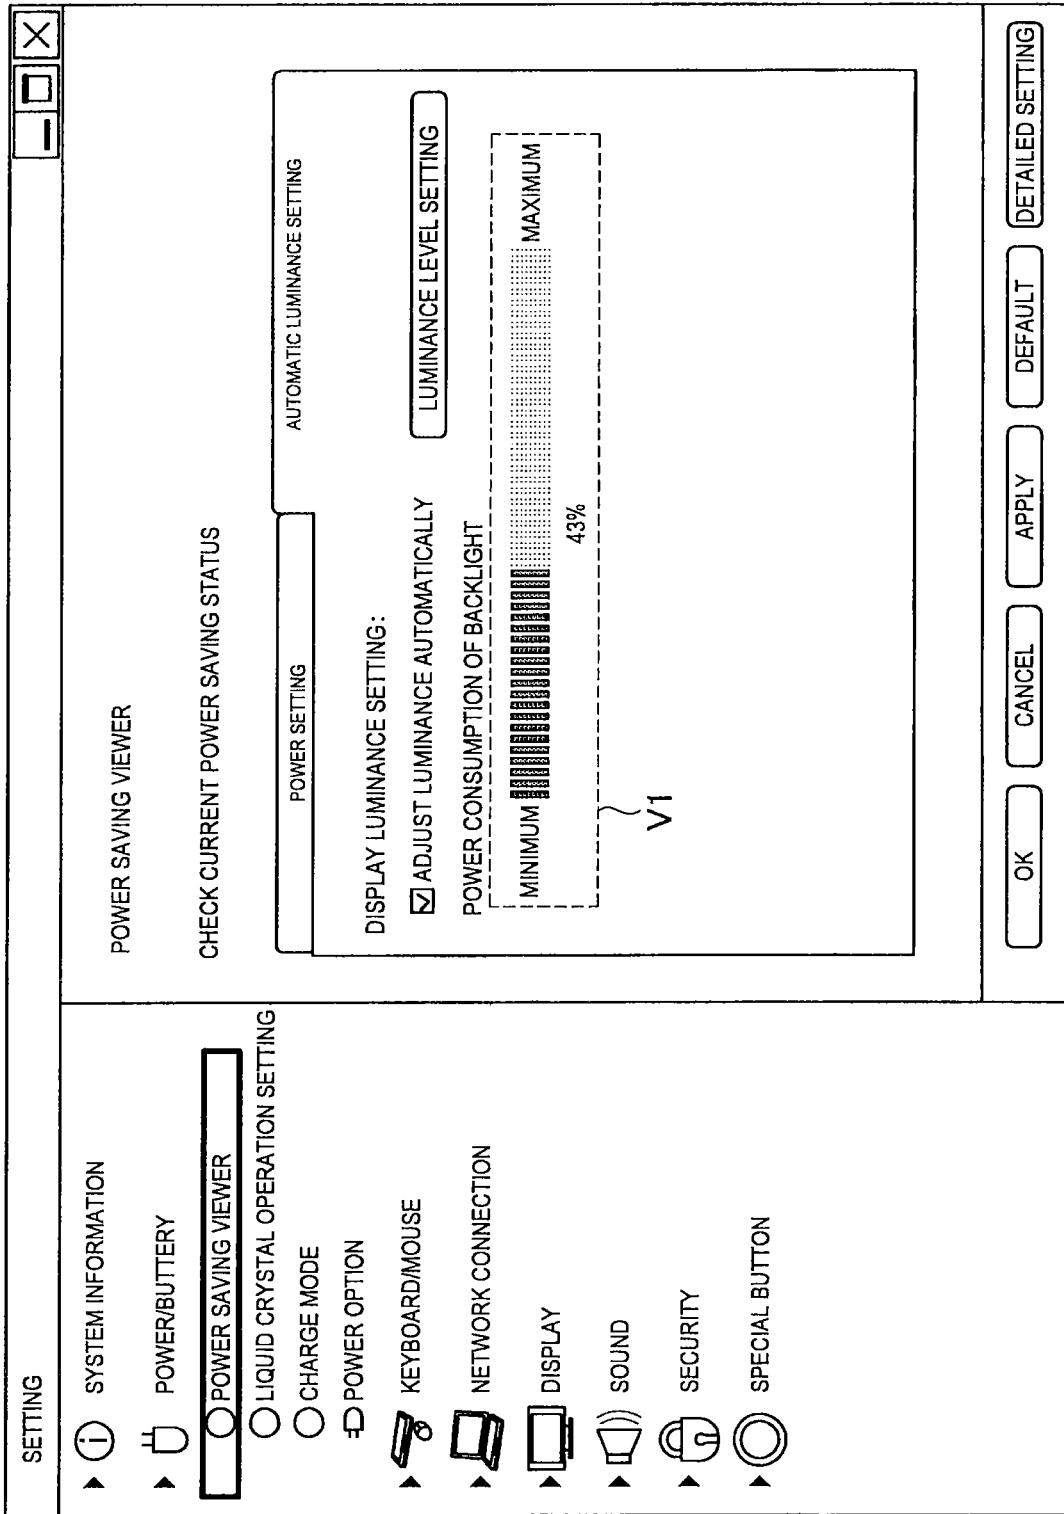 SETTING
SYSTEM INFORMATION
POWER/BUTTERY
POWER SAVING VIEWER
LIQUID CRYSTAL OPERATION SETTING
CHARGE MODE
POWER OPTION
KEYBOARD/MOUSE
NETWORK CONNECTION
DISPLAY
SOUND
SECURITY
SPECIAL BUTTON
POWER SAVING VIEWER
CHECK CURRENT POWER SAVING STATUS
POWER SETTING
AUTOMATIC LUMINANCE SETTING
DISPLAY LUMINANCE SETTING:
ADJUST LUMINANCE AUTOMATICALLY
LUMINANCE LEVEL SETTING
POWER CONSUMPTION OF BACKLIGHT
MINIMUM
MAXIMUM
43%
V1
OK
CANCEL
APPLY
DEFAULT
DETAILED SETTING